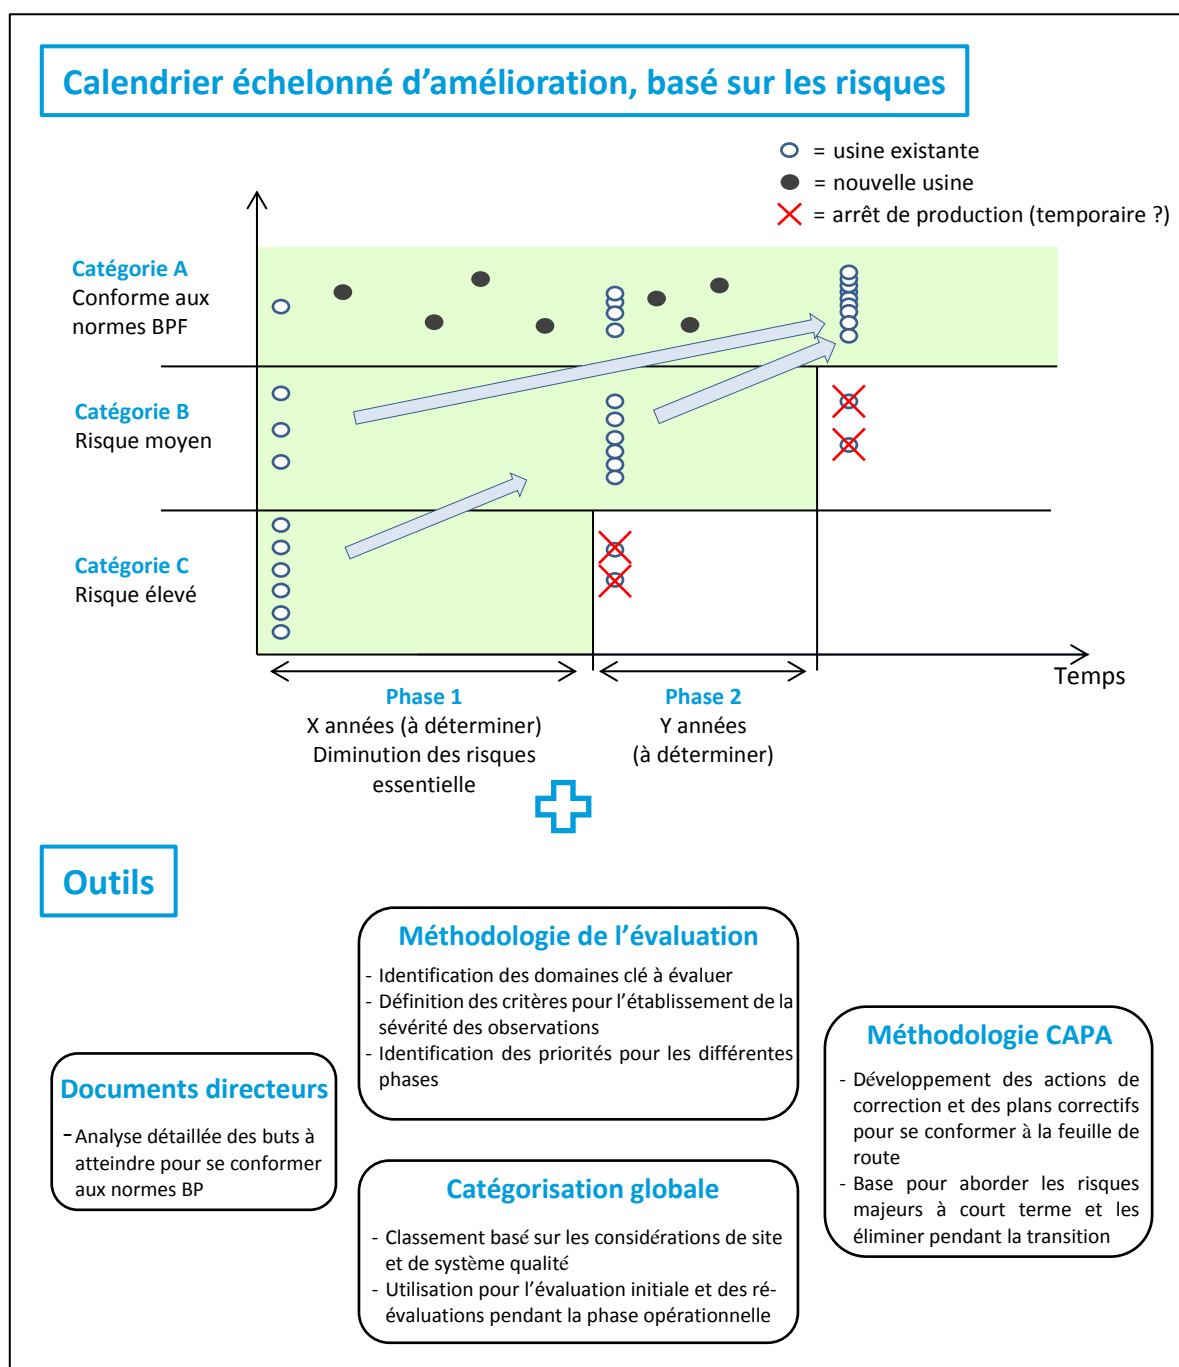 Calendrier échelonné d’amélioration, basé sur les risques
= usine existante
= nouvelle usine
= arrêt de production (temporaire ?)
Catégorie A
Conforme aux
normes BPF
Catégorie B
Risque moyen
Catégorie C
Risque élevé
Temps
Phase 1
X années (à déterminer)
Diminution des risques
essentielle
Phase 2
Y années
(à déterminer)
Outils
Méthodologie de l’évaluation
- Identification des domaines clé à évaluer
- Définition des critères pour l’établissement de la
sévérité des observations
- Identification des priorités pour les différentes
phases
Documents directeurs
- Analyse détaillée des buts à
atteindre pour se conformer
aux normes BP
Catégorisation globale
- Classement basé sur les considérations de site
et de système qualité
- Utilisation pour l’évaluation initiale et des ré-
évaluations pendant la phase opérationnelle
Méthodologie CAPA
- Développement des actions de
correction et des plans correctifs
pour se conformer à la feuille de
route
- Base pour aborder les risques
majeurs à court terme et les
éliminer pendant la transition